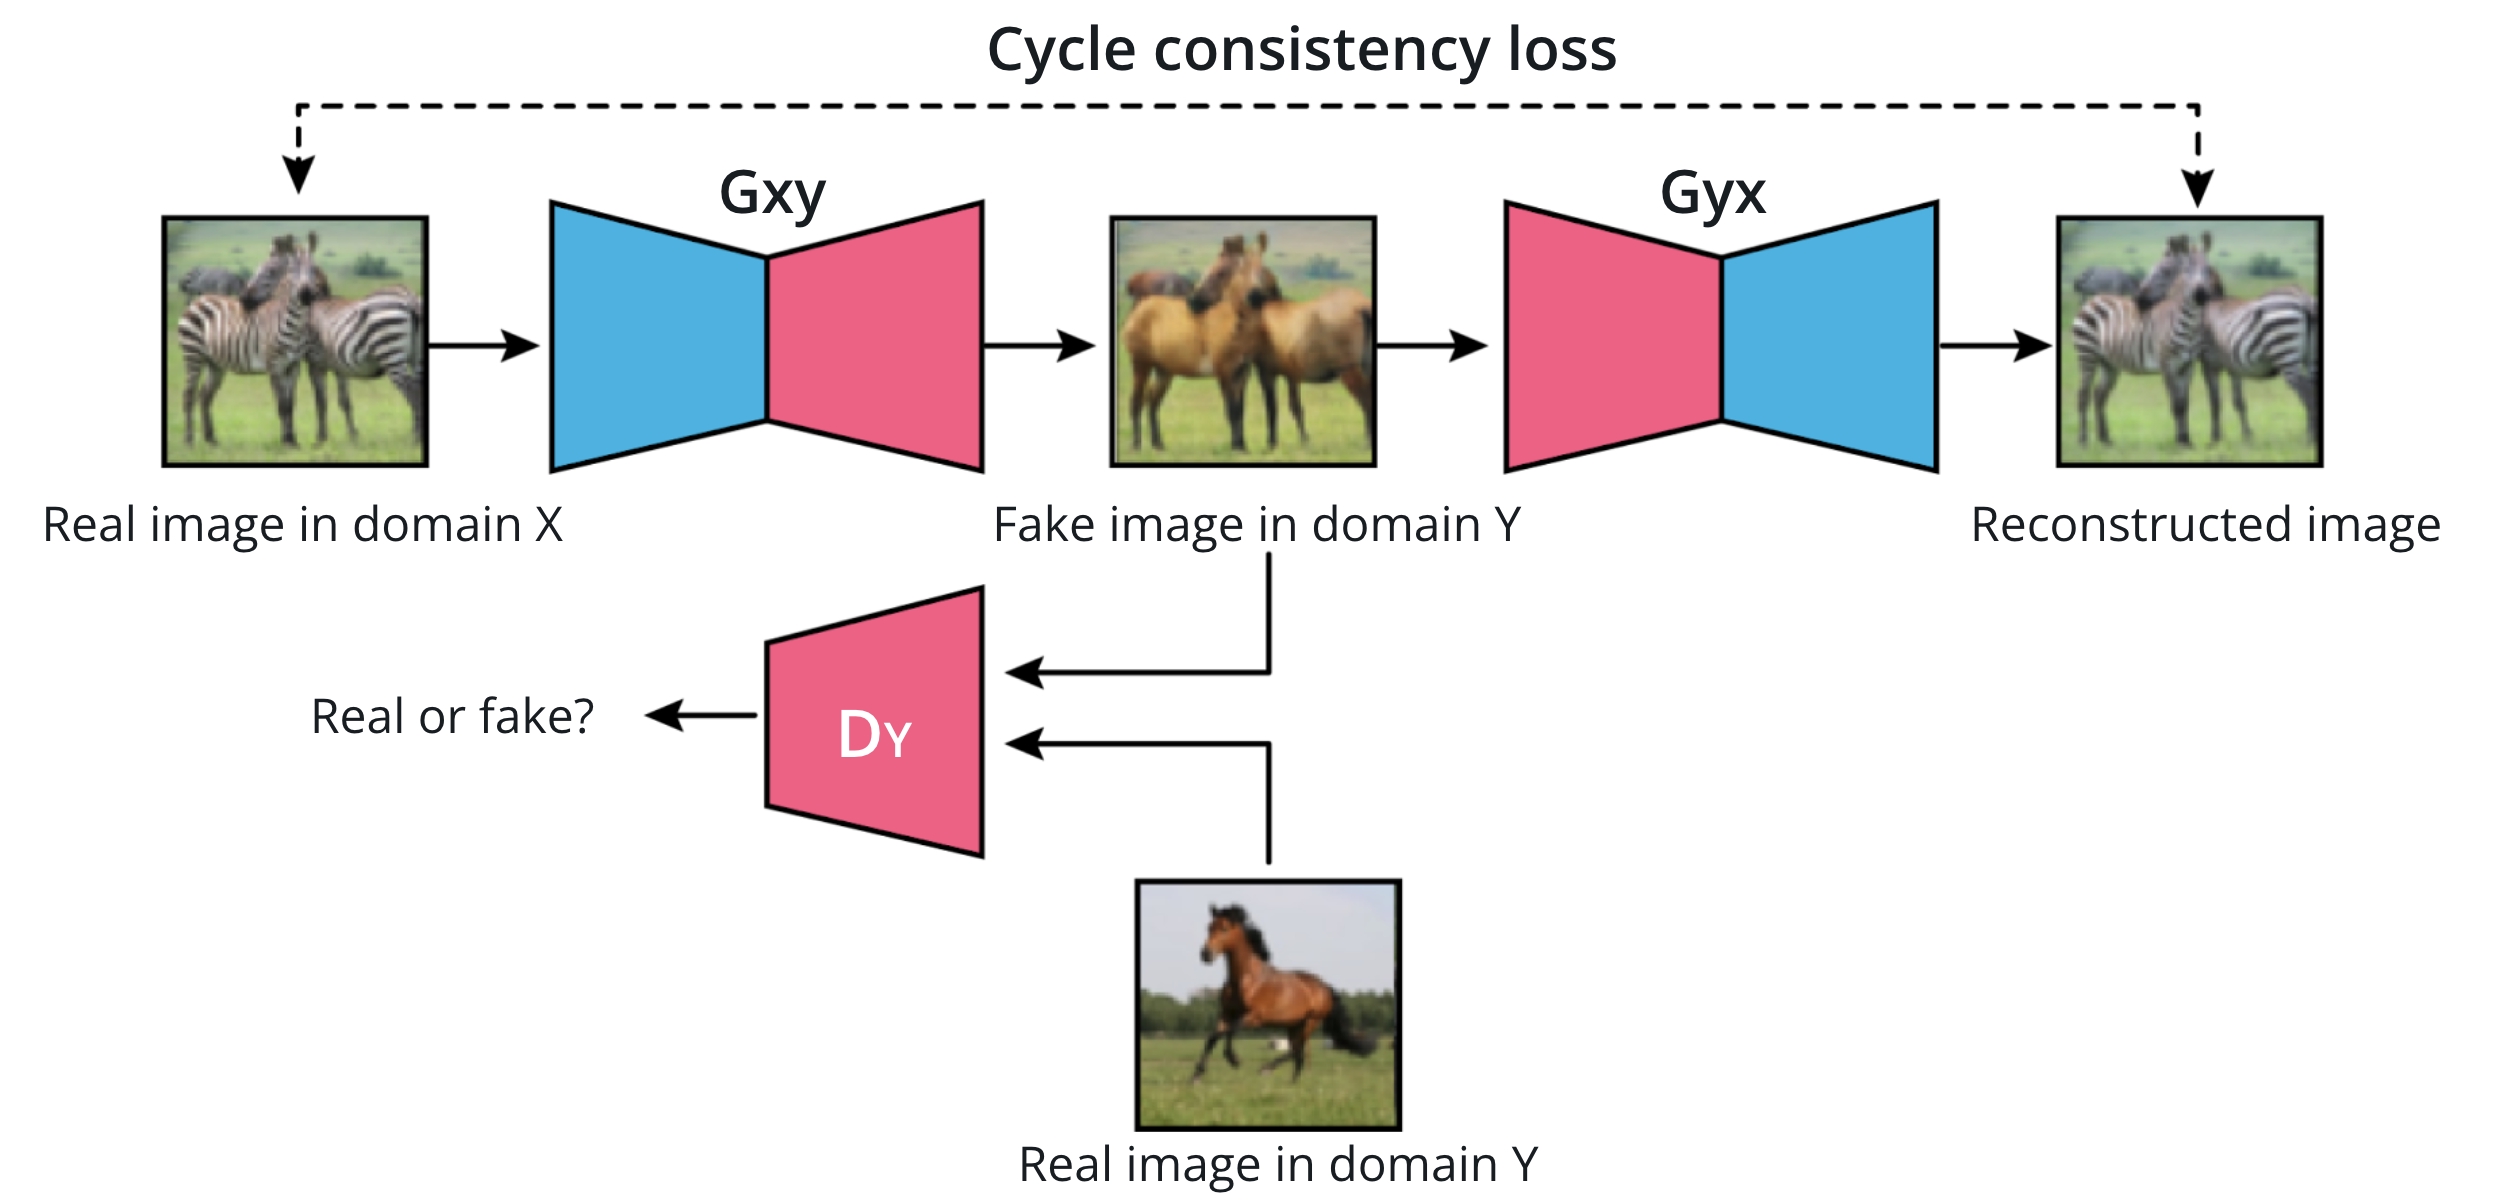 Cycle consistency loss
Gxy
Gyx
Real image in domain X
Fake image in domain Y
Reconstructed image
Real or fake?
DY
Real image in domain Y